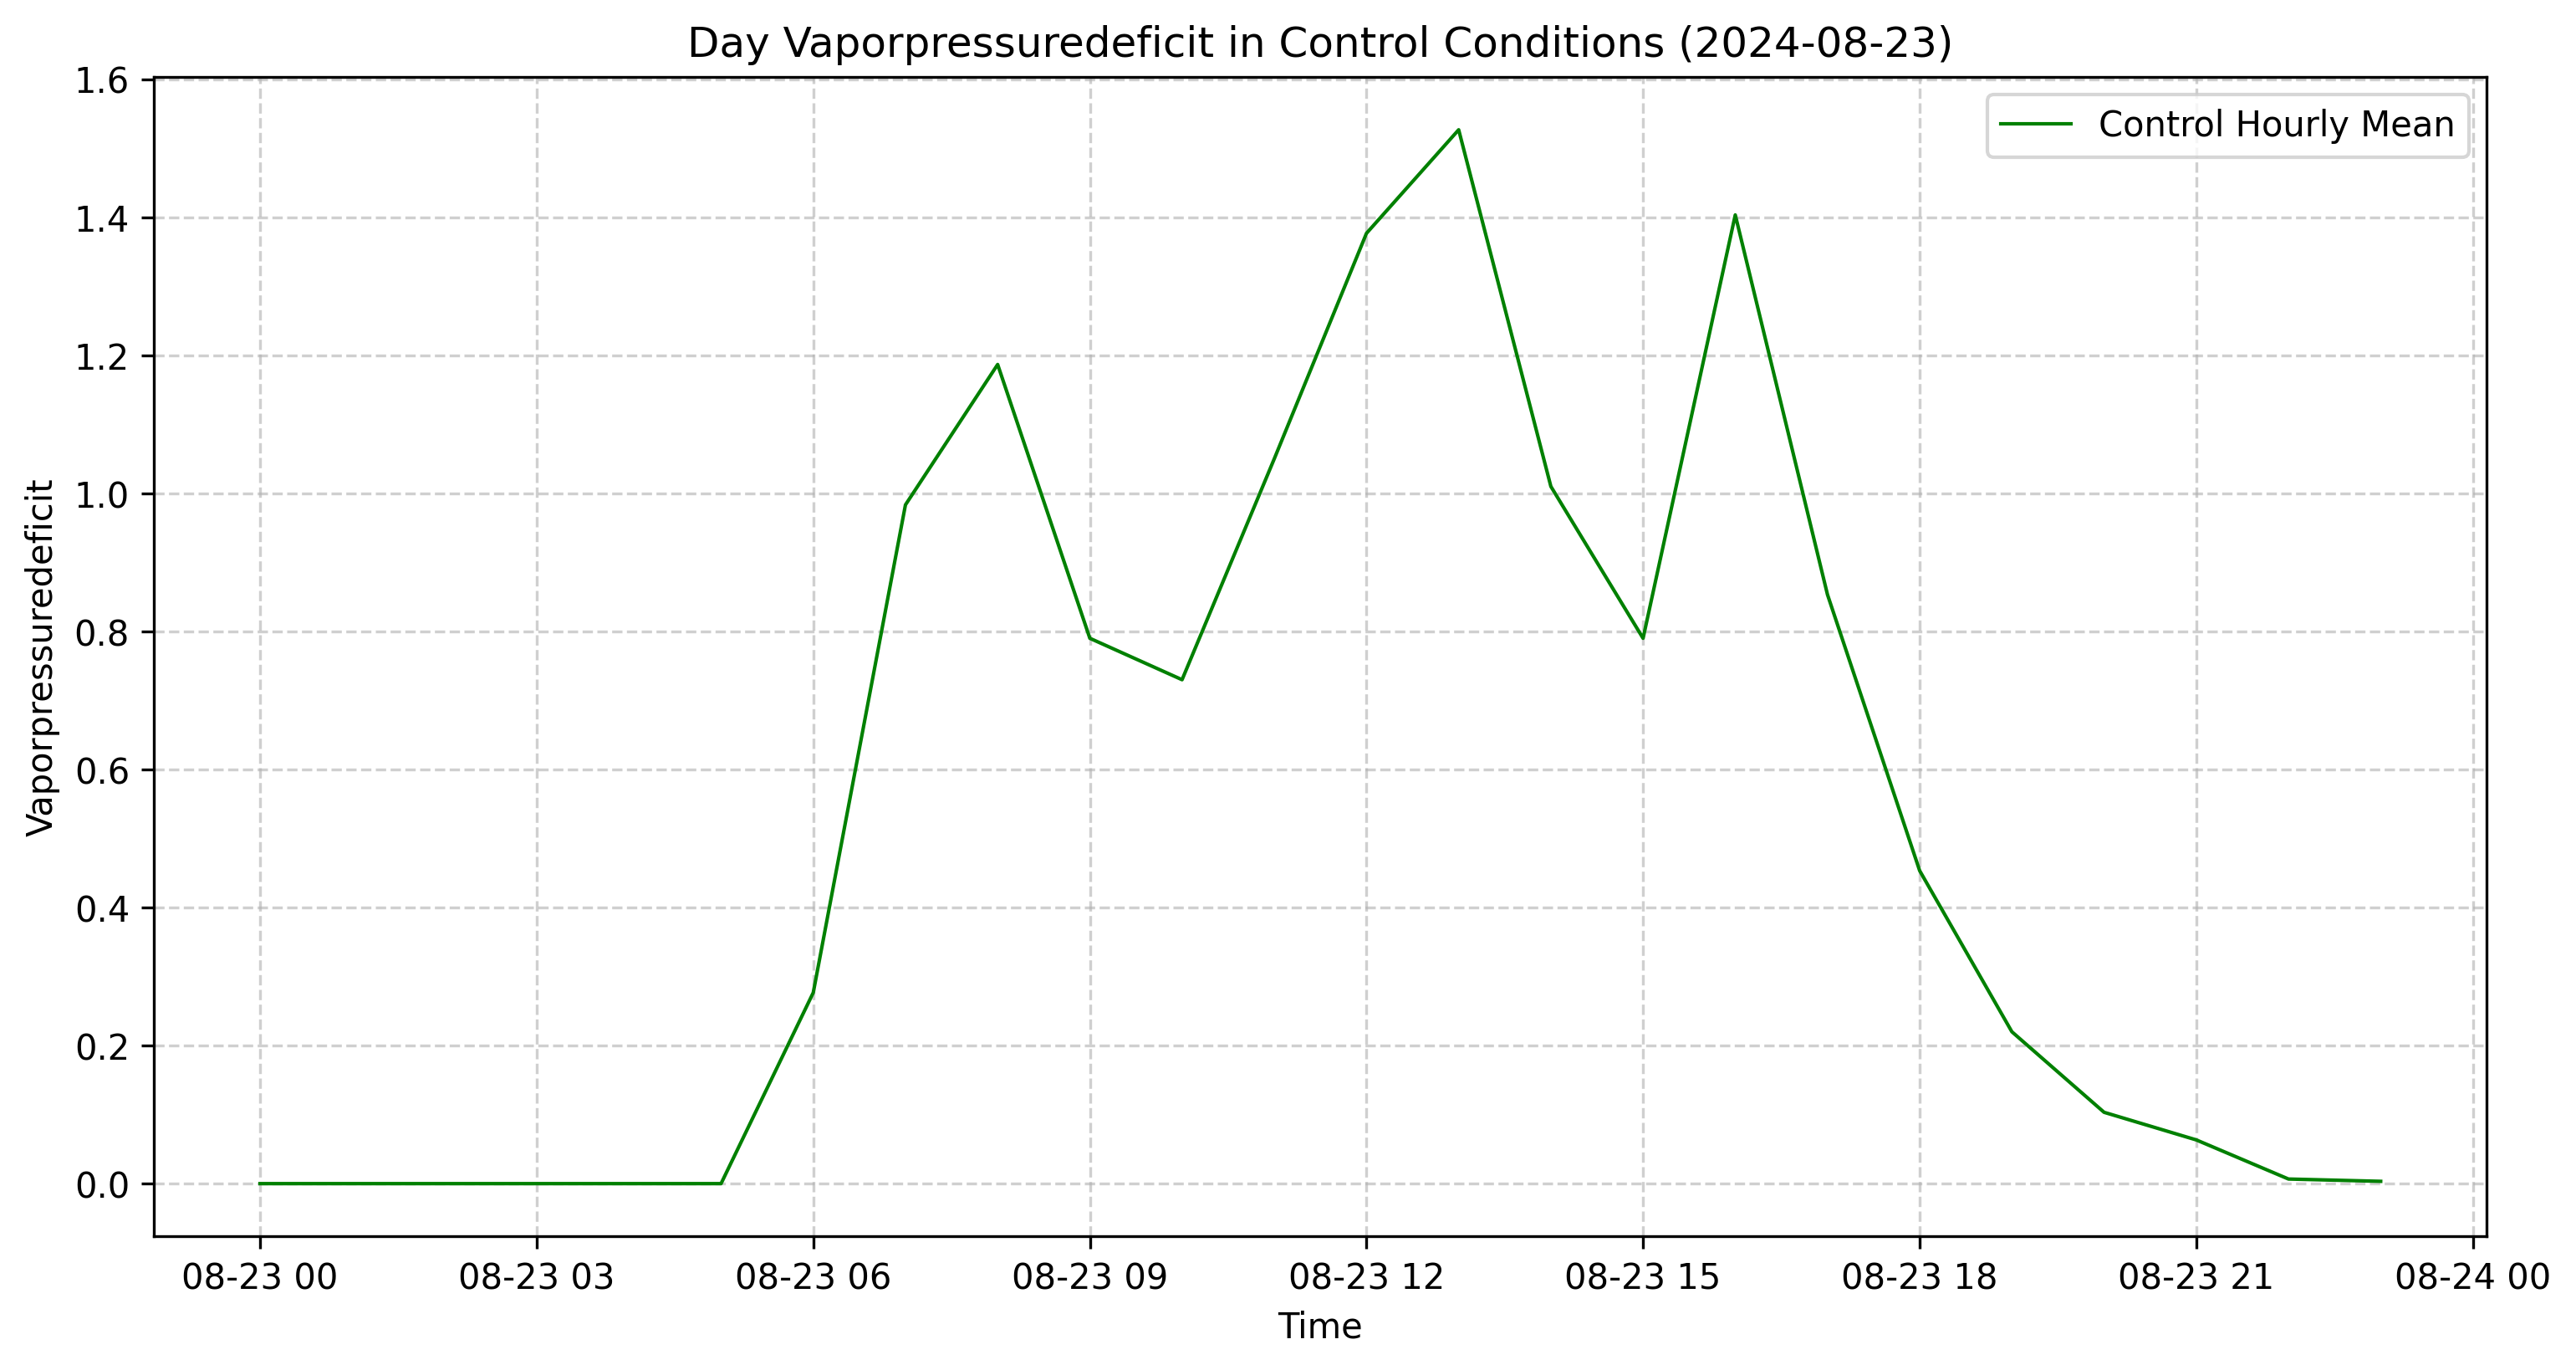 Day Vaporpressuredeficit in Control Conditions (2024-08-23)
Control Hourly Mean
Vaporpressuredeficit
1.6
1.4
1.2
1.0
0.8
0.6
0.4
0.2
0.0
08-23 00 08-23 03 08-23 06 08-23 09 08-23 12 08-23 15 08-23 18 08-23 21 08-24 00
Time